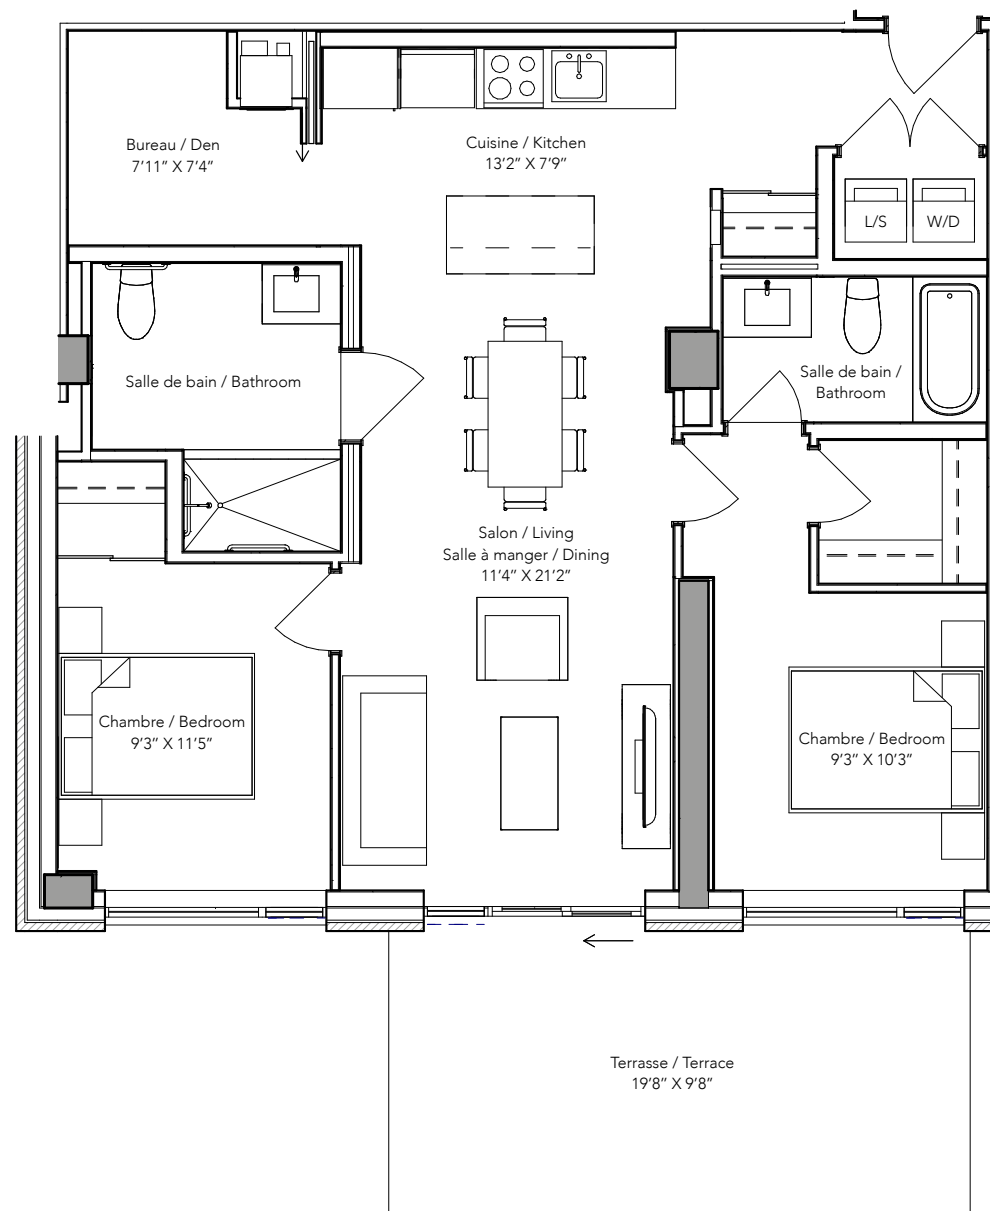 Bureau / Den
7'11” X 7'4”
Cuisine / Kitchen
13'2” X 7'9”
L/S
W/D
Salle de bain / Bathroom
Salle de bain /
Bathroom
Salon / Living
Salle à manger / Dining
11'4” X 21'2”
Chambre / Bedroom
9'3” X 11'5”
Chambre / Bedroom
9'3” X 10'3”
Terrasse / Terrace
19'8” X 9'8”